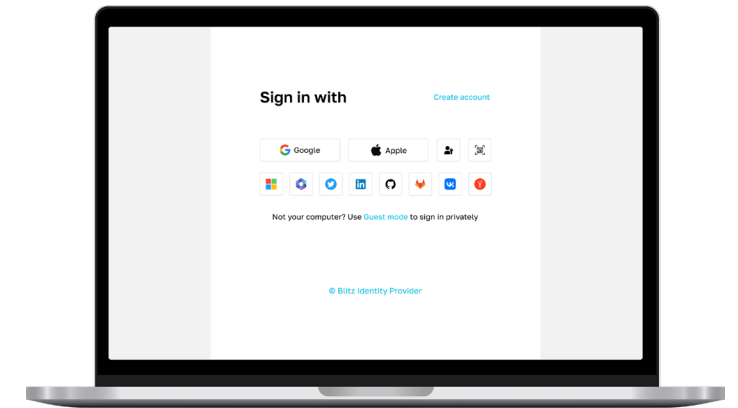 Sign in with
Create account
Google
Apple
in
Not your computer? Use Guest mode to sign in privately
© Blitz Identity Provider